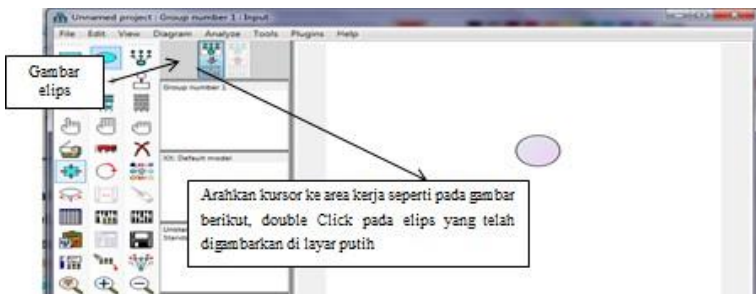 Unnamed project : Group number 1 : Input
File Edit View Diagram Analyze Tools Plugins Help
Gambar
elips
Group number 1
Kit: Default model
Arahkan kursor ke area kerja seperti pada gambar
berikut, double Click pada elips yang telah
digambarkan di layar putih